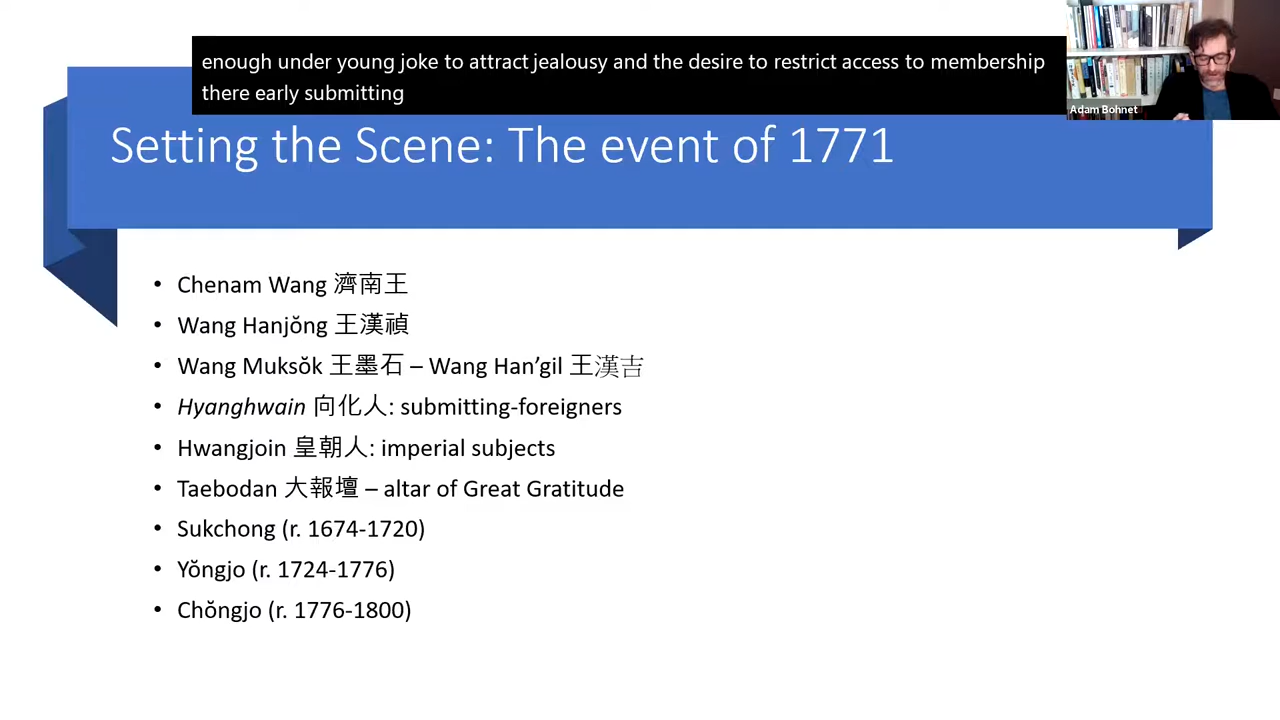 enough under young joke to attract jealousy and the desire to restrict access to membership
there early submitting
Adam Bohnet
Setting the Scene: The event of 1771
• Chenam Wang 濟南王
• Wang Hanjŏng 王漢禎
• Wang Muksŏk 王墨石 – Wang Han’gil 王漢吉
• Hyanghwain 向化人: submitting-foreigners
• Hwangjoin 皇朝人: imperial subjects
• Taebodan 大報壇 – altar of Great Gratitude
• Sukchong (r. 1674-1720)
• Yŏngjo (r. 1724-1776)
• Chŏngjo (r. 1776-1800)